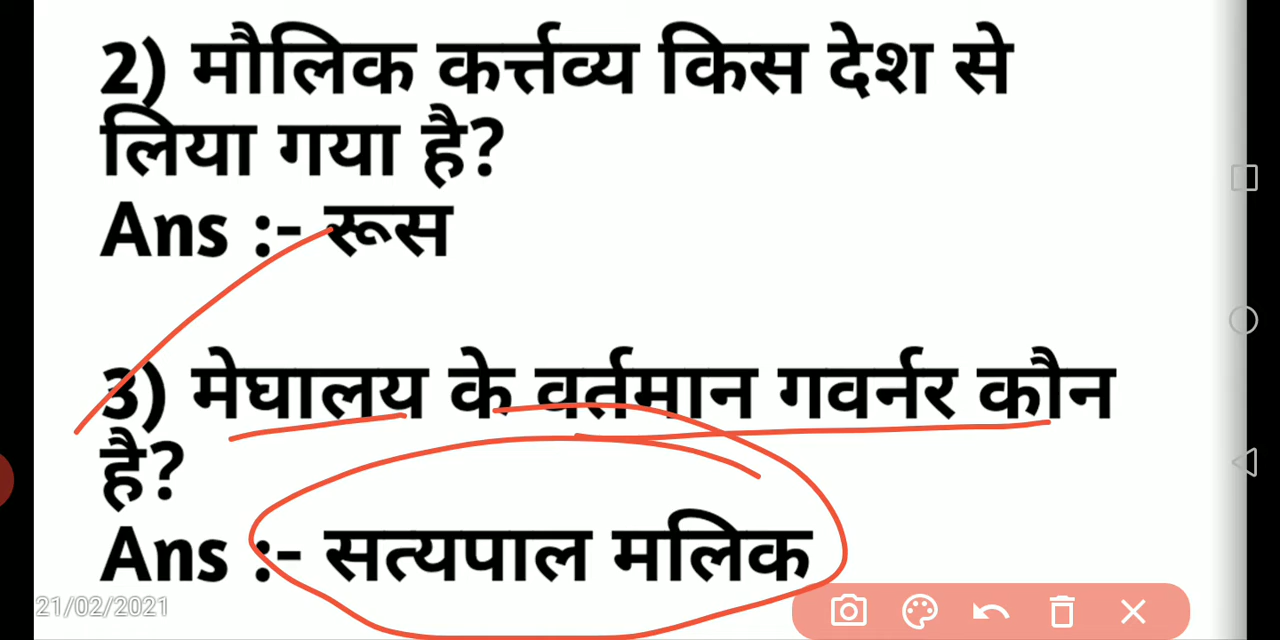 2) मौलिक कर्त्तव्य किस देश से
लिया गया है?
Ans :- रूस
3) मेघालय के वर्तमान गवर्नर कौन
है?
Ans :- सत्यपाल मलिक
21/02/2021